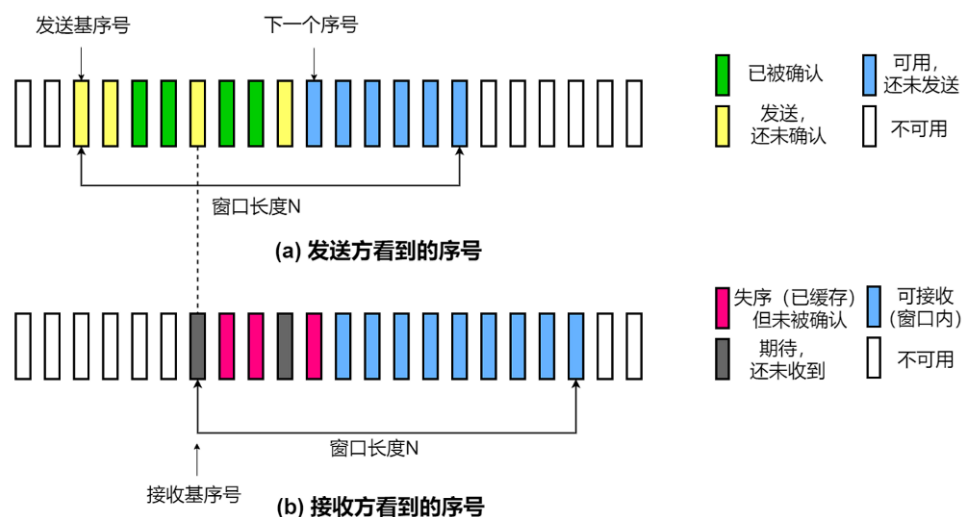 发送基序号
下一个序号
已被确认
可用，
还未发送
发送，
还未确认
不可用
窗口长度N
(a) 发送方看到的序号
失序（已缓存）
但未被确认
可接收
(窗口内)
期待，
还未收到
不可用
窗口长度N
接收基序号
(b) 接收方看到的序号